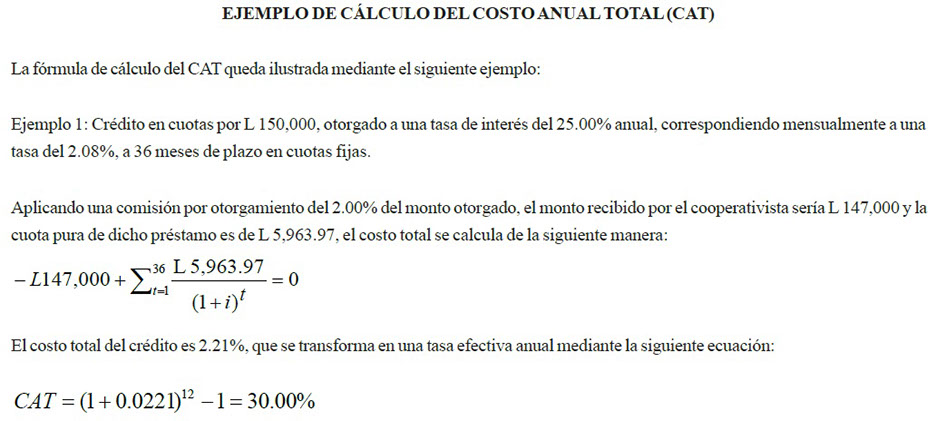 EJEMPLO DE CÁLCULO DEL COSTO ANUAL TOTAL (CAT)
La fórmula de cálculo del CAT queda ilustrada mediante el siguiente ejemplo:
Ejemplo 1: Crédito en cuotas por L 150,000, otorgado a una tasa de interés del 25.00% anual, correspondiendo mensualmente a una
tasa del 2.08%, a 36 meses de plazo en cuotas fijas.
Aplicando una comisión por otorgamiento del 2.00% del monto otorgado, el monto recibido por el cooperativista sería L 147,000 y la
cuota pura de dicho préstamo es de L 5,963.97, el costo total se calcula de la siguiente manera:
− L147,000 + ∑_{t=1}^{36} L 5,963.97 / (1+i)^t = 0
El costo total del crédito es 2.21%, que se transforma en una tasa efectiva anual mediante la siguiente ecuación:
CAT = (1 + 0.0221)^{12} − 1 = 30.00%